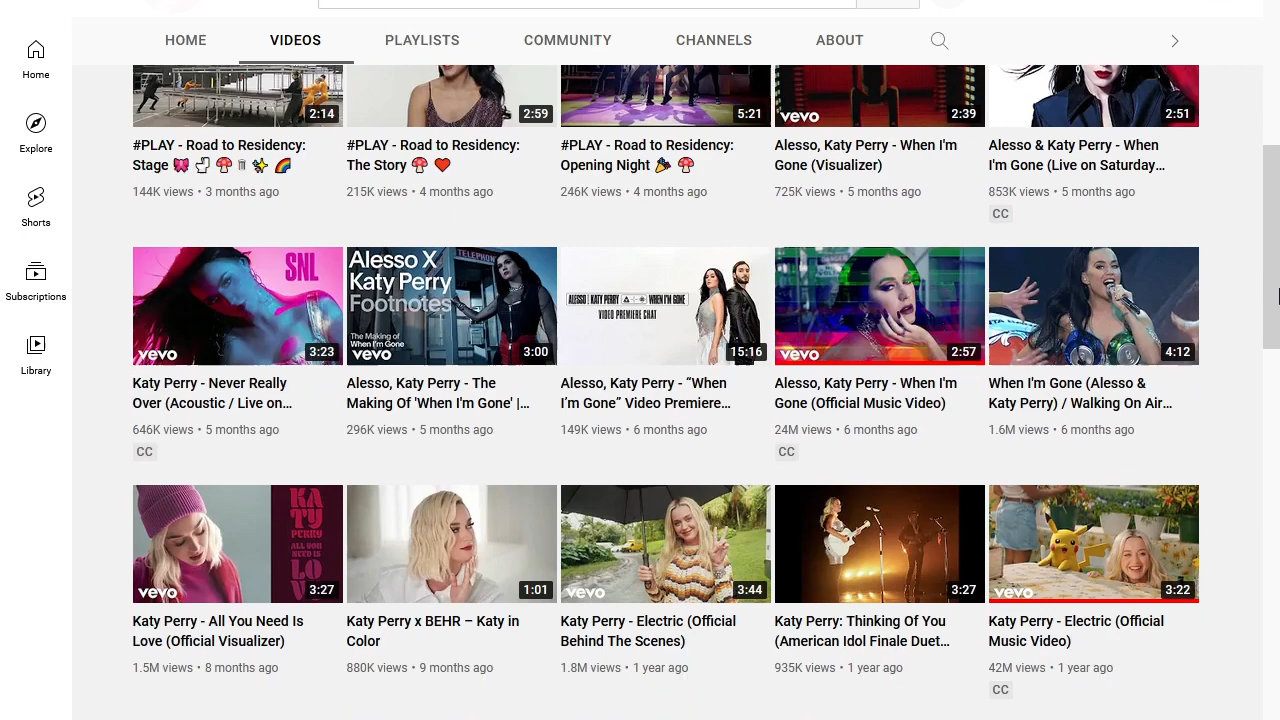 HOME
VIDEOS
PLAYLISTS
COMMUNITY
CHANNELS
ABOUT
Home
Explore
Shorts
Subscriptions
Library
2:14
2:59
5:21
vevo 2:39
2:51
#PLAY - Road to Residency:
Stage 🎀 🚽 🍄 🗑 ✨ 🌈
144K views • 3 months ago
#PLAY - Road to Residency:
The Story 🍄 ❤️
215K views • 4 months ago
#PLAY - Road to Residency:
Opening Night 🎉 🍄
246K views • 4 months ago
Alesso, Katy Perry - When I'm
Gone (Visualizer)
725K views • 5 months ago
Alesso & Katy Perry - When
I'm Gone (Live on Saturday…
853K views • 5 months ago
CC
SNL
vevo 3:23
Alesso X
Katy Perry
Footnotes
TELEPHON
The Making of
When I'm Gone
vevo 3:00
ALESSO | KATY PERRY WHEN I'M GONE
VIDEO PREMIERE CHAT
15:16
vevo 2:57
4:12
Katy Perry - Never Really
Over (Acoustic / Live on…
646K views • 5 months ago
CC
Alesso, Katy Perry - The
Making Of 'When I'm Gone' |…
296K views • 5 months ago
Alesso, Katy Perry - “When
I’m Gone” Video Premiere…
149K views • 6 months ago
Alesso, Katy Perry - When I'm
Gone (Official Music Video)
24M views • 6 months ago
CC
When I'm Gone (Alesso &
Katy Perry) / Walking On Air…
1.6M views • 6 months ago
KA
TY
PERRY
ALL YOU
NEED IS
LO
V
vevo 3:27
1:01
vevo 3:44
3:27
vevo 3:22
Katy Perry - All You Need Is
Love (Official Visualizer)
1.5M views • 8 months ago
Katy Perry x BEHR – Katy in
Color
880K views • 9 months ago
Katy Perry - Electric (Official
Behind The Scenes)
1.8M views • 1 year ago
Katy Perry: Thinking Of You
(American Idol Finale Duet…
935K views • 1 year ago
Katy Perry - Electric (Official
Music Video)
42M views • 1 year ago
CC